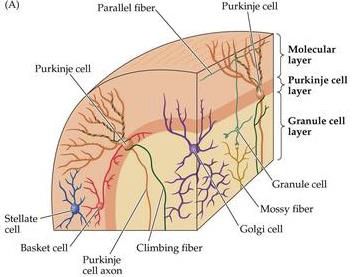 (A)
Parallel fiber
Purkinje cell
Purkinje cell
Molecular
layer
Purkinje cell
layer
Granule cell
layer
Granule cell
Mossy fiber
Golgi cell
Stellate
cell
Basket cell
Purkinje
cell axon
Climbing fiber